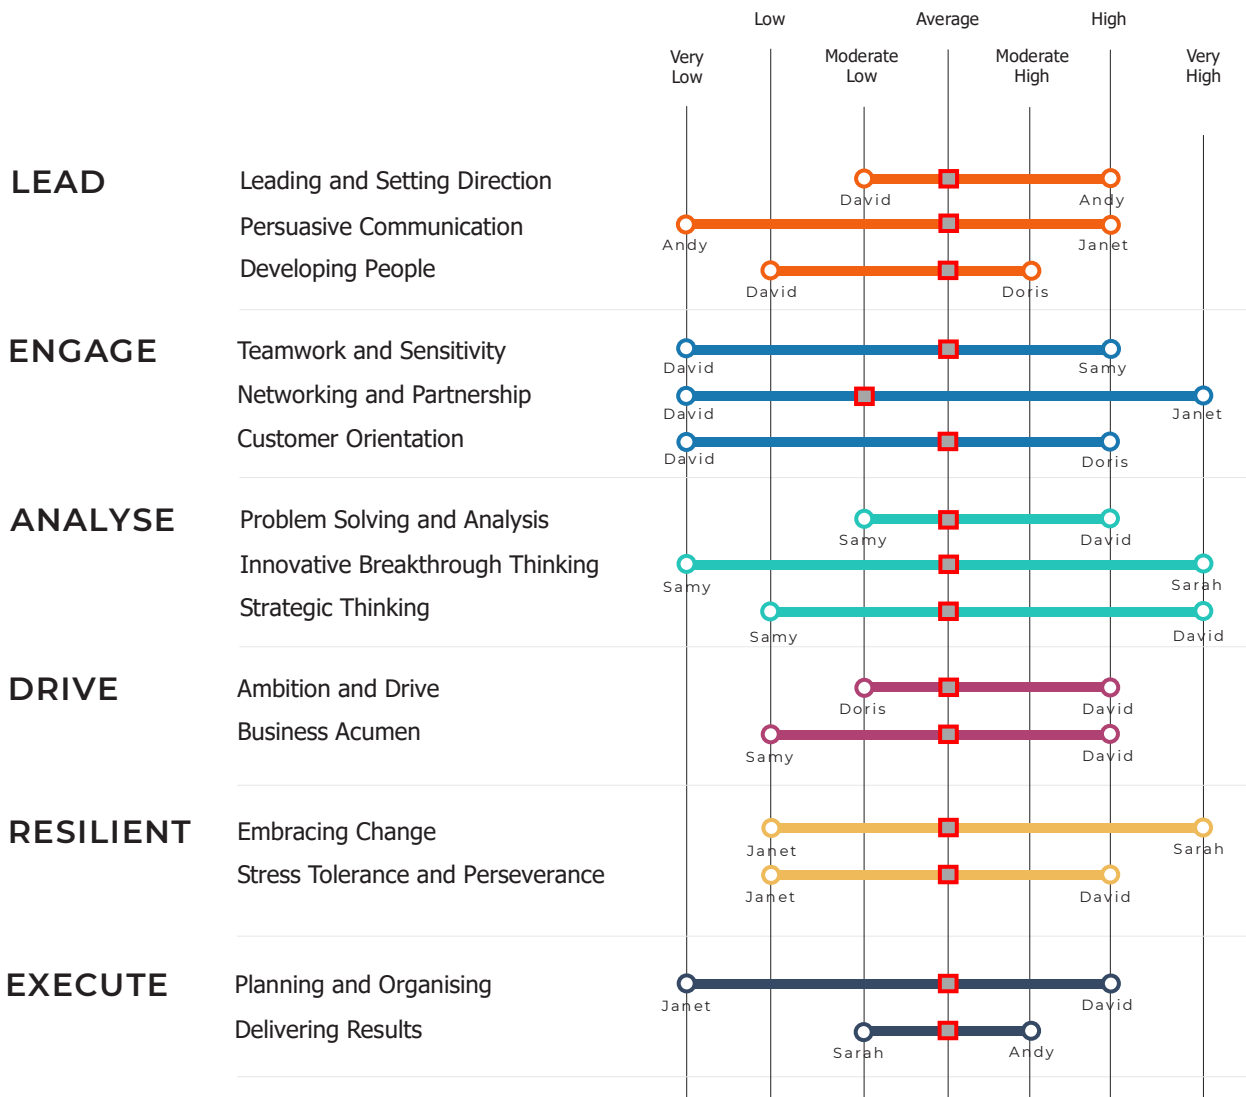 Low
Average
High
Very
Low
Moderate
Low
Moderate
High
Very
High
LEAD
Leading and Setting Direction
David
Andy
Persuasive Communication
Andy
Janet
Developing People
David
Doris
ENGAGE
Teamwork and Sensitivity
David
Samy
Networking and Partnership
David
Janet
Customer Orientation
David
Doris
ANALYSE
Problem Solving and Analysis
Samy
David
Innovative Breakthrough Thinking
Samy
Sarah
Strategic Thinking
Samy
David
DRIVE
Ambition and Drive
Doris
David
Business Acumen
Samy
David
RESILIENT
Embracing Change
Janet
Sarah
Stress Tolerance and Perseverance
Janet
David
EXECUTE
Planning and Organising
Janet
David
Delivering Results
Sarah
Andy